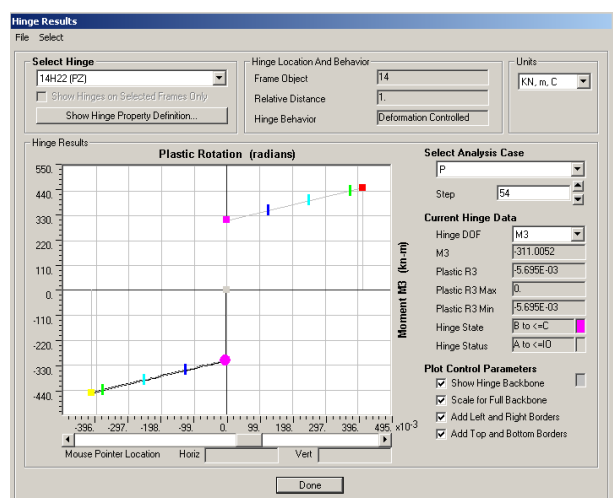 Hinge Results
File Select
Select Hinge
14H22 (PZ)
Show Hinges on Selected Frames Only
Show Hinge Property Definition...
Hinge Location And Behavior
Frame Object 14
Relative Distance 1.
Hinge Behavior Deformation Controlled
Units
KN, m, C
Hinge Results
Plastic Rotation (radians)
550.
440.
330.
220.
110.
0.
-110.
-220.
-330.
-440.
Moment M3 (kn-m)
-396. -297. -198. -99. 0. 99. 198. 297. 396. 495. x10-3
Mouse Pointer Location Horiz Vert
Select Analysis Case
P
Step 54
Current Hinge Data
Hinge DOF M3
M3 -311.0052
Plastic R3 -5.695E-03
Plastic R3 Max 0.
Plastic R3 Min -5.695E-03
Hinge State B to <=C
Hinge Status A to <=IO
Plot Control Parameters
Show Hinge Backbone
Scale for Full Backbone
Add Left and Right Borders
Add Top and Bottom Borders
Done